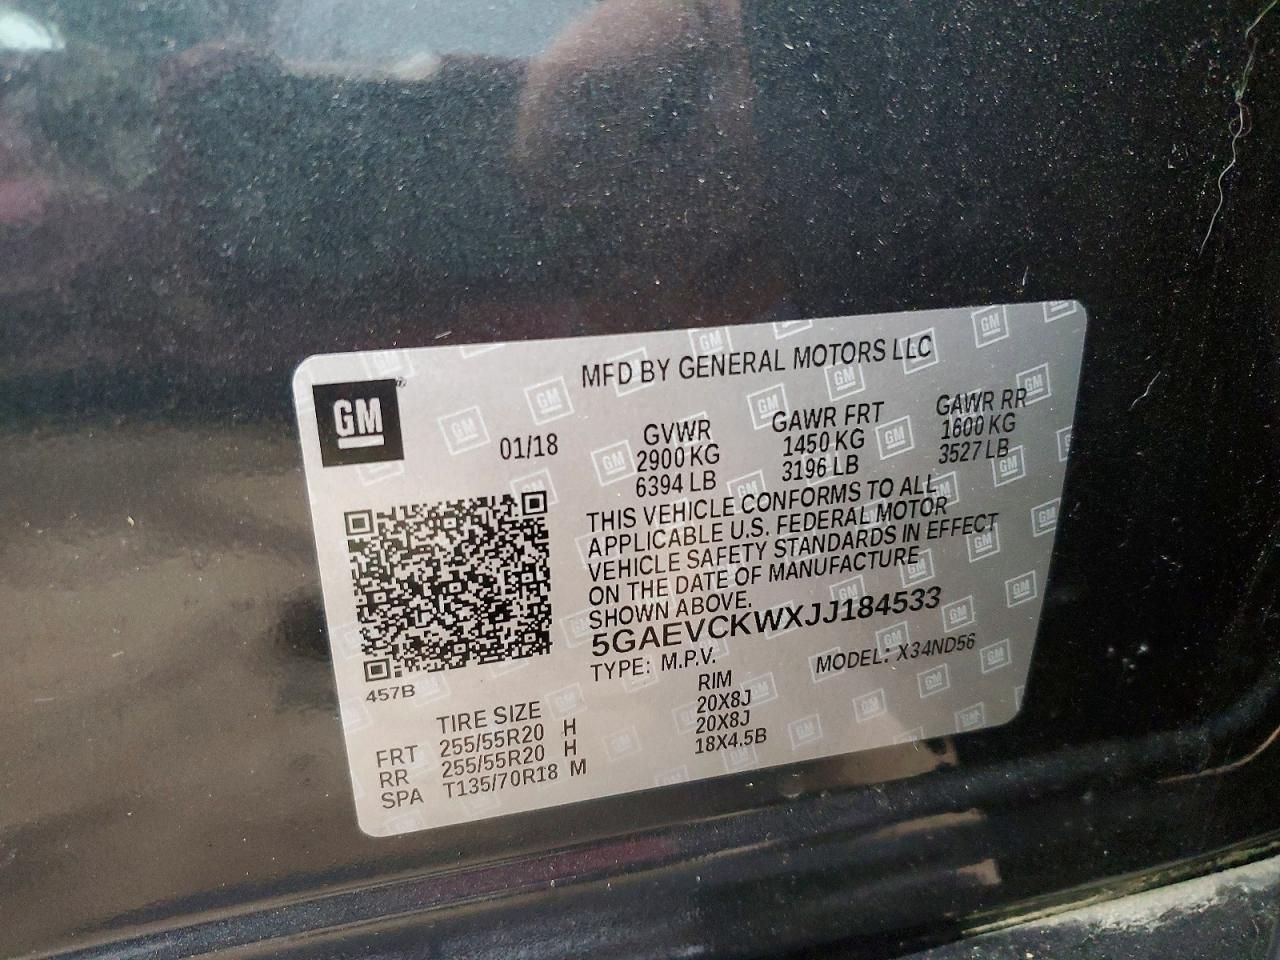 MFD BY GENERAL MOTORS LLC
GM
01/18
GVWR GAWR FRT GAWR RR
2900 KG 1450 KG 1600 KG
6394 LB 3196 LB 3527 LB
THIS VEHICLE CONFORMS TO ALL
APPLICABLE U.S. FEDERAL MOTOR
VEHICLE SAFETY STANDARDS IN EFFECT
ON THE DATE OF MANUFACTURE
SHOWN ABOVE.
5GAEVCKWXJJ184533
TYPE: M.P.V. MODEL: X34ND56
457B
TIRE SIZE RIM
FRT 255/55R20 H 20X8J
RR 255/55R20 H 20X8J
SPA T135/70R18 M 18X4.5B